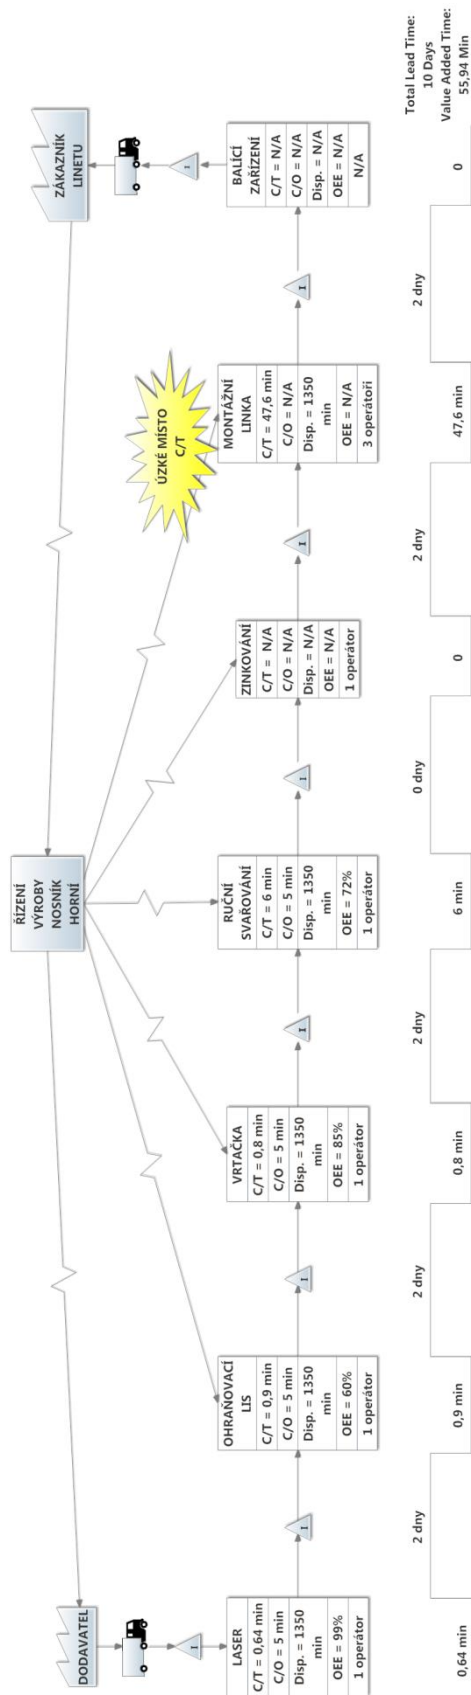 ŘÍZENÍ
VÝROBY
NOSNÍK
HORNÍ
DODAVATEL
ZÁKAZNÍK
LINETU
ÚZKÉ MÍSTO
C/T
I
I
LASER
C/T = 0,64 min
C/O = 5 min
Disp. = 1350
min
OEE = 99%
1 operátor
I
OHRAŇOVACÍ
LIS
C/T = 0,9 min
C/O = 5 min
Disp. = 1350
min
OEE = 60%
1 operátor
I
VRTAČKA
C/T = 0,8 min
C/O = 5 min
Disp. = 1350
min
OEE = 85%
1 operátor
I
RUČNÍ
SVAŘOVÁNÍ
C/T = 6 min
C/O = 5 min
Disp. = 1350
min
OEE = 72%
1 operátor
I
ZINKOVÁNÍ
C/T = N/A
C/O = N/A
Disp. = N/A
OEE = N/A
1 operátor
I
MONTÁŽNÍ
LINKA
C/T = 47,6 min
C/O = N/A
Disp. = 1350
min
OEE = N/A
3 operátoři
I
BALÍCÍ
ZAŘÍZENÍ
C/T = N/A
C/O = N/A
Disp. = N/A
OEE = N/A
N/A
0,64 min
2 dny
0,9 min
2 dny
0,8 min
2 dny
6 min
0 dny
0
2 dny
47,6 min
2 dny
0
Total Lead Time:
10 Days
Value Added Time:
55,94 Min